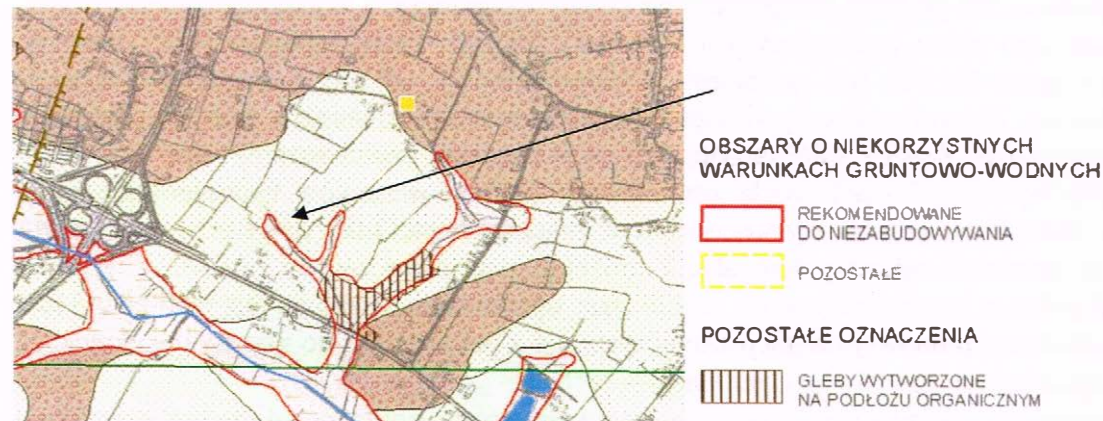 OBSZARY O NIEKORZYSTNYCH
WARUNKACH GRUNTOWO-WODNYCH
REKOMENDOWANE
DO NIEZABUDOWYWANIA
POZOSTAŁE
POZOSTAŁE OZNACZENIA
GLEBY WYTWORZONE
NA PODŁOŻU ORGANICZNYM